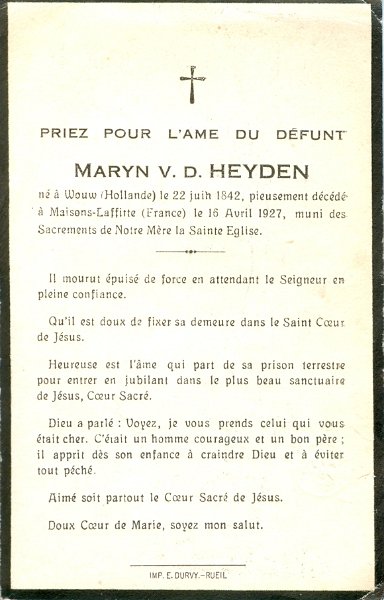 PRIEZ POUR L'AME DU DÉFUNT
MARYN V. D. HEYDEN
né à Wouw (Hollande) le 22 juin 1842, pieusement décédé
à Maisons-Laffitte (France) le 16 Avril 1927, muni des
Sacrements de Notre Mère la Sainte Eglise.
Il mourut épuisé de force en attendant le Seigneur en
pleine confiance.
Qu'il est doux de fixer sa demeure dans le Saint Cœur
de Jésus.
Heureuse est l'âme qui part de sa prison terrestre
pour entrer en jubilant dans le plus beau sanctuaire
de Jésus, Cœur Sacré.
Dieu a parlé : Voyez, je vous prends celui qui vous
était cher. C'était un homme courageux et un bon père ;
il apprit dès son enfance à craindre Dieu et à éviter
tout péché.
Aimé soit partout le Cœur Sacré de Jésus.
Doux Cœur de Marie, soyez mon salut.
IMP. E. DURVY.-RUEIL